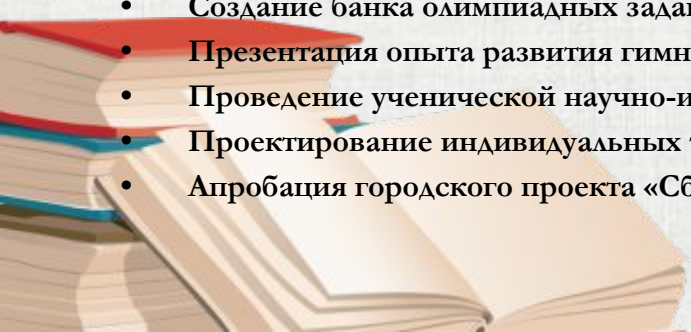 • Создание банка олимпиадных
• Презентация опыта развития
• Проведение ученической
• Проектирование индивидуальных
• Апробация городского проекта